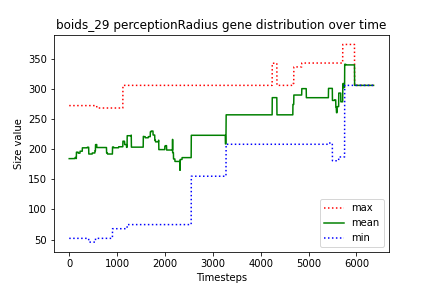 boids_29 perceptionRadius gene distribution over time
Size value
350
300
250
200
150
100
50
0
1000
2000
3000
4000
5000
6000
Timesteps
max
mean
min